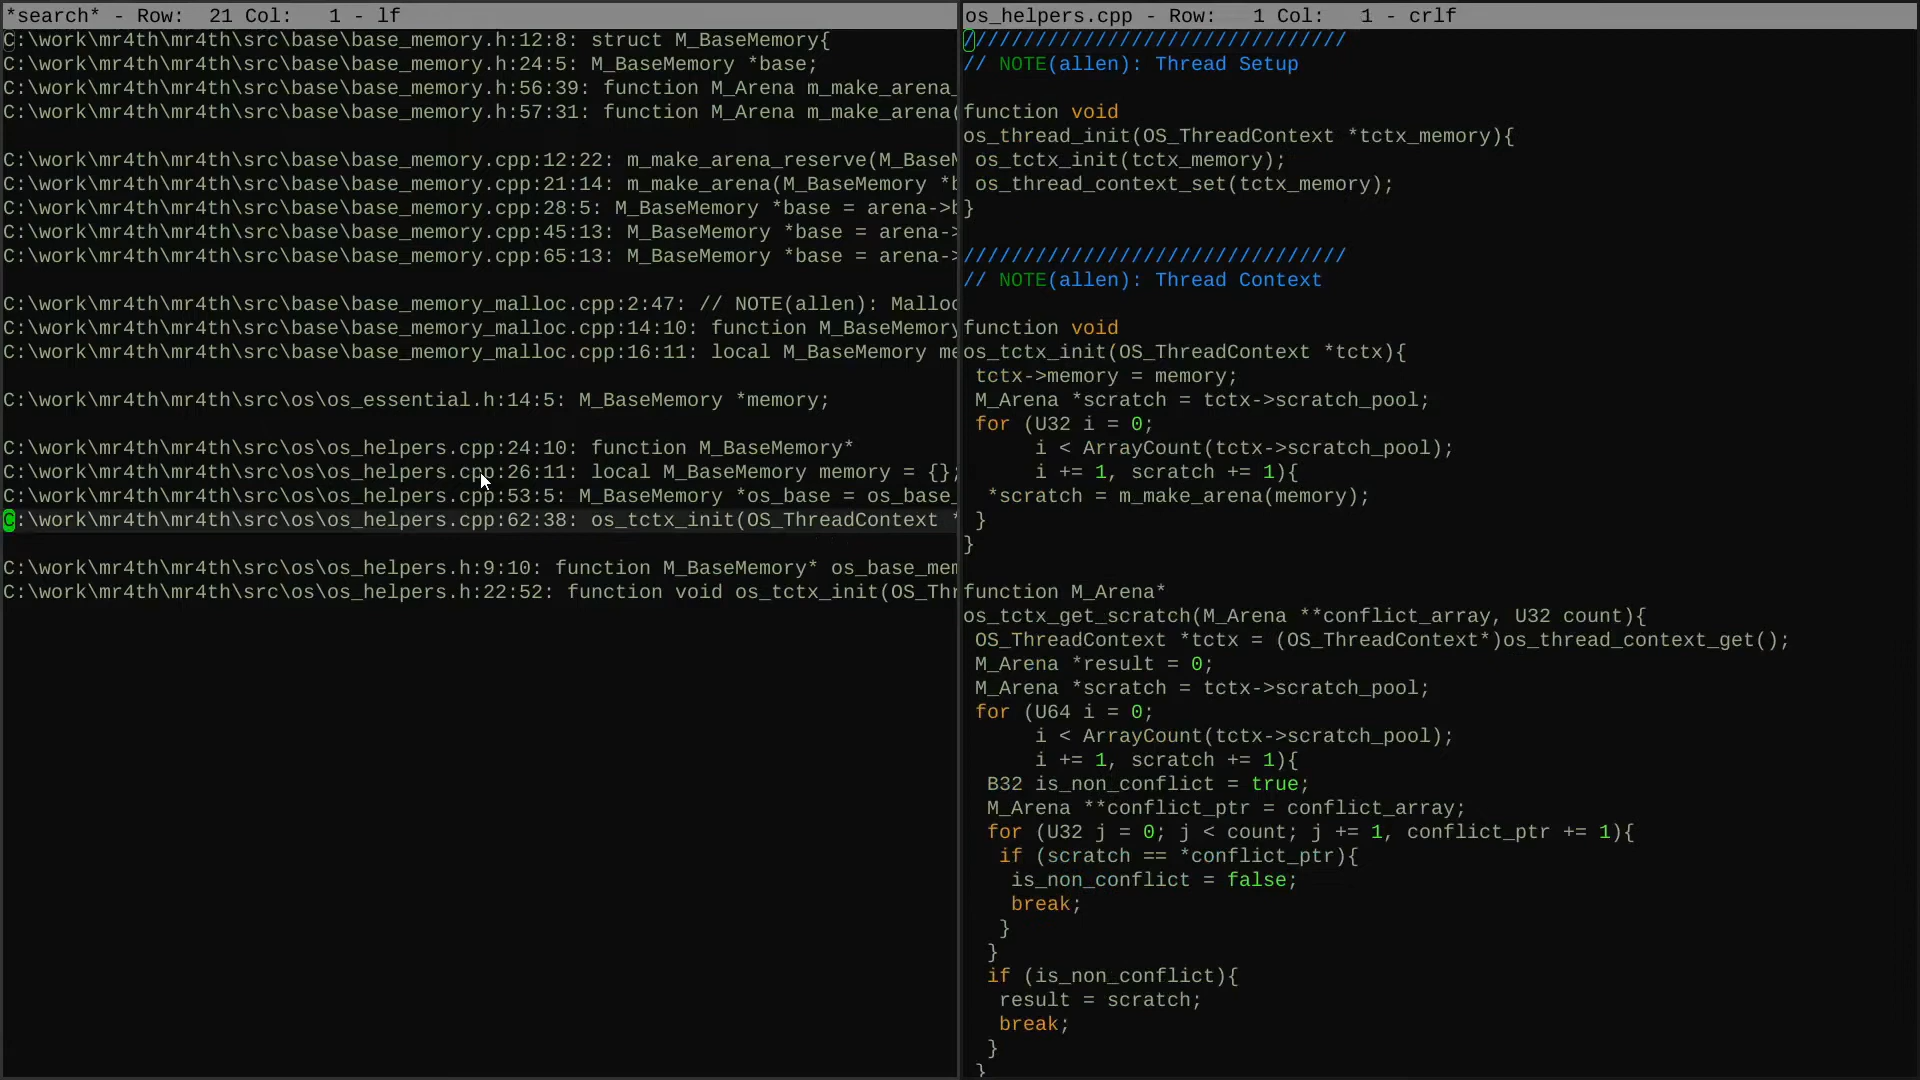 *search* - Row:  21 Col:   1 - lf
C:\work\mr4th\mr4th\src\base\base_memory.h:12:8: struct M_BaseMemory{
C:\work\mr4th\mr4th\src\base\base_memory.h:24:5: M_BaseMemory *base;
C:\work\mr4th\mr4th\src\base\base_memory.h:56:39: function M_Arena m_make_arena_
C:\work\mr4th\mr4th\src\base\base_memory.h:57:31: function M_Arena m_make_arena(
C:\work\mr4th\mr4th\src\base\base_memory.cpp:12:22: m_make_arena_reserve(M_BaseM
C:\work\mr4th\mr4th\src\base\base_memory.cpp:21:14: m_make_arena(M_BaseMemory *b
C:\work\mr4th\mr4th\src\base\base_memory.cpp:28:5: M_BaseMemory *base = arena->b
C:\work\mr4th\mr4th\src\base\base_memory.cpp:45:13: M_BaseMemory *base = arena->
C:\work\mr4th\mr4th\src\base\base_memory.cpp:65:13: M_BaseMemory *base = arena->
C:\work\mr4th\mr4th\src\base\base_memory_malloc.cpp:2:47: // NOTE(allen): Malloc
C:\work\mr4th\mr4th\src\base\base_memory_malloc.cpp:14:10: function M_BaseMemory
C:\work\mr4th\mr4th\src\base\base_memory_malloc.cpp:16:11: local M_BaseMemory me
C:\work\mr4th\mr4th\src\os\os_essential.h:14:5: M_BaseMemory *memory;
C:\work\mr4th\mr4th\src\os\os_helpers.cpp:24:10: function M_BaseMemory*
C:\work\mr4th\mr4th\src\os\os_helpers.cpp:26:11: local M_BaseMemory memory = {};
C:\work\mr4th\mr4th\src\os\os_helpers.cpp:53:5: M_BaseMemory *os_base = os_base_
C:\work\mr4th\mr4th\src\os\os_helpers.cpp:62:38: os_tctx_init(OS_ThreadContext *
C:\work\mr4th\mr4th\src\os\os_helpers.h:9:10: function M_BaseMemory* os_base_mem
C:\work\mr4th\mr4th\src\os\os_helpers.h:22:52: function void os_tctx_init(OS_Thr
os_helpers.cpp - Row:   1 Col:   1 - crlf
////////////////////////////////
// NOTE(allen): Thread Setup
function void
os_thread_init(OS_ThreadContext *tctx_memory){
 os_tctx_init(tctx_memory);
 os_thread_context_set(tctx_memory);
}
////////////////////////////////
// NOTE(allen): Thread Context
function void
os_tctx_init(OS_ThreadContext *tctx){
 tctx->memory = memory;
 M_Arena *scratch = tctx->scratch_pool;
 for (U32 i = 0;
      i < ArrayCount(tctx->scratch_pool);
      i += 1, scratch += 1){
  *scratch = m_make_arena(memory);
 }
}
function M_Arena*
os_tctx_get_scratch(M_Arena **conflict_array, U32 count){
 OS_ThreadContext *tctx = (OS_ThreadContext*)os_thread_context_get();
 M_Arena *result = 0;
 M_Arena *scratch = tctx->scratch_pool;
 for (U64 i = 0;
      i < ArrayCount(tctx->scratch_pool);
      i += 1, scratch += 1){
  B32 is_non_conflict = true;
  M_Arena **conflict_ptr = conflict_array;
  for (U32 j = 0; j < count; j += 1, conflict_ptr += 1){
   if (scratch == *conflict_ptr){
    is_non_conflict = false;
    break;
   }
  }
  if (is_non_conflict){
   result = scratch;
   break;
  }
 }